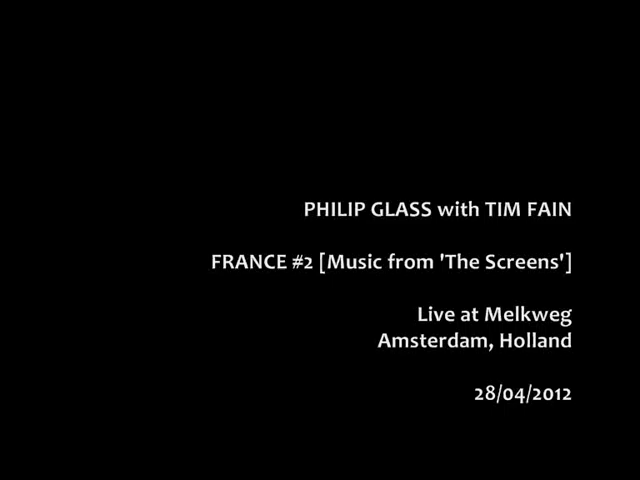 PHILIP GLASS with TIM FAIN
FRANCE #2 [Music from 'The Screens']
Live at Melkweg
Amsterdam, Holland
28/04/2012